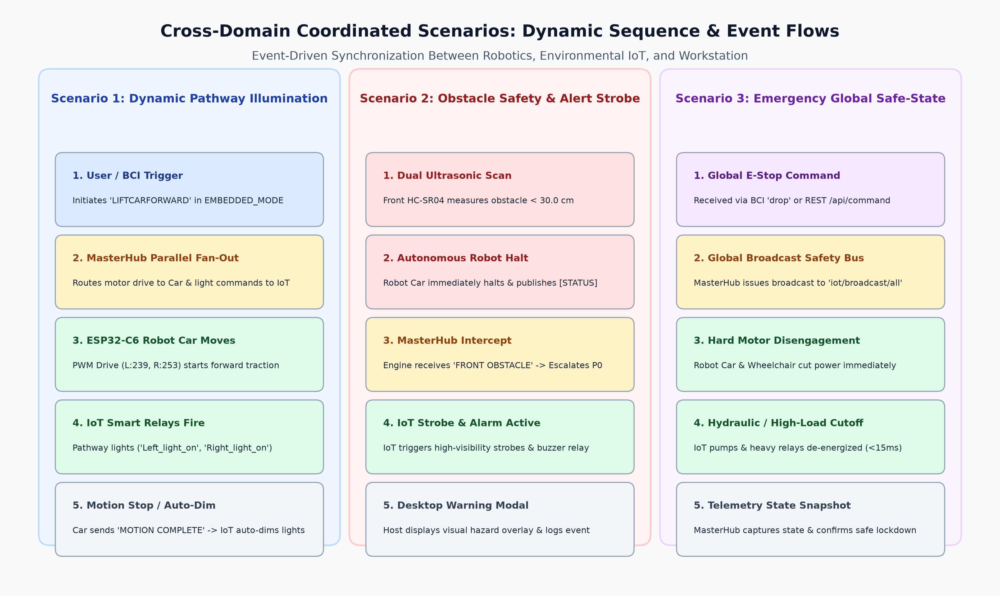 Cross-Domain Coordinated Scenarios: Dynamic Sequence & Event Flows
Event-Driven Synchronization Between Robotics, Environmental IoT, and Workstation
Scenario 1: Dynamic Pathway Illumination
1. User / BCI Trigger
Initiates 'LIFTCARFORWARD' in EMBEDDED_MODE
2. MasterHub Parallel Fan-Out
Routes motor drive to Car & light commands to IoT
3. ESP32-C6 Robot Car Moves
PWM Drive (L:239, R:253) starts forward traction
4. IoT Smart Relays Fire
Pathway lights ('Left_light_on', 'Right_light_on')
5. Motion Stop / Auto-Dim
Car sends 'MOTION COMPLETE' -> IoT auto-dims lights
Scenario 2: Obstacle Safety & Alert Strobe
1. Dual Ultrasonic Scan
Front HC-SR04 measures obstacle < 30.0 cm
2. Autonomous Robot Halt
Robot Car immediately halts & publishes [STATUS]
3. MasterHub Intercept
Engine receives 'FRONT OBSTACLE' -> Escalates P0
4. IoT Strobe & Alarm Active
IoT triggers high-visibility strobes & buzzer relay
5. Desktop Warning Modal
Host displays visual hazard overlay & logs event
Scenario 3: Emergency Global Safe-State
1. Global E-Stop Command
Received via BCI 'drop' or REST /api/command
2. Global Broadcast Safety Bus
MasterHub issues broadcast to 'iot/broadcast/all'
3. Hard Motor Disengagement
Robot Car & Wheelchair cut power immediately
4. Hydraulic / High-Load Cutoff
IoT pumps & heavy relays de-energized (<15ms)
5. Telemetry State Snapshot
MasterHub captures state & confirms safe lockdown